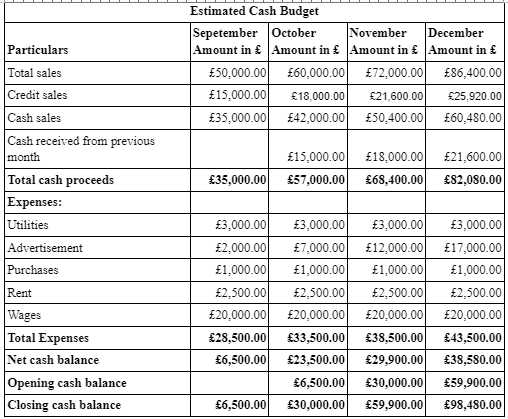 Estimated Cash Budget
Particulars Sepetember Amount in £ October Amount in £ November Amount in £ December Amount in £
Total sales £50,000.00 £60,000.00 £72,000.00 £86,400.00
Credit sales £15,000.00 £18,000.00 £21,600.00 £25,920.00
Cash sales £35,000.00 £42,000.00 £50,400.00 £60,480.00
Cash received from previous month £15,000.00 £18,000.00 £21,600.00
Total cash proceeds £35,000.00 £57,000.00 £68,400.00 £82,080.00
Expenses:
Utilities £3,000.00 £3,000.00 £3,000.00 £3,000.00
Advertisement £2,000.00 £7,000.00 £12,000.00 £17,000.00
Purchases £1,000.00 £1,000.00 £1,000.00 £1,000.00
Rent £2,500.00 £2,500.00 £2,500.00 £2,500.00
Wages £20,000.00 £20,000.00 £20,000.00 £20,000.00
Total Expenses £28,500.00 £33,500.00 £38,500.00 £43,500.00
Net cash balance £6,500.00 £23,500.00 £29,900.00 £38,580.00
Opening cash balance £6,500.00 £30,000.00 £59,900.00
Closing cash balance £6,500.00 £30,000.00 £59,900.00 £98,480.00